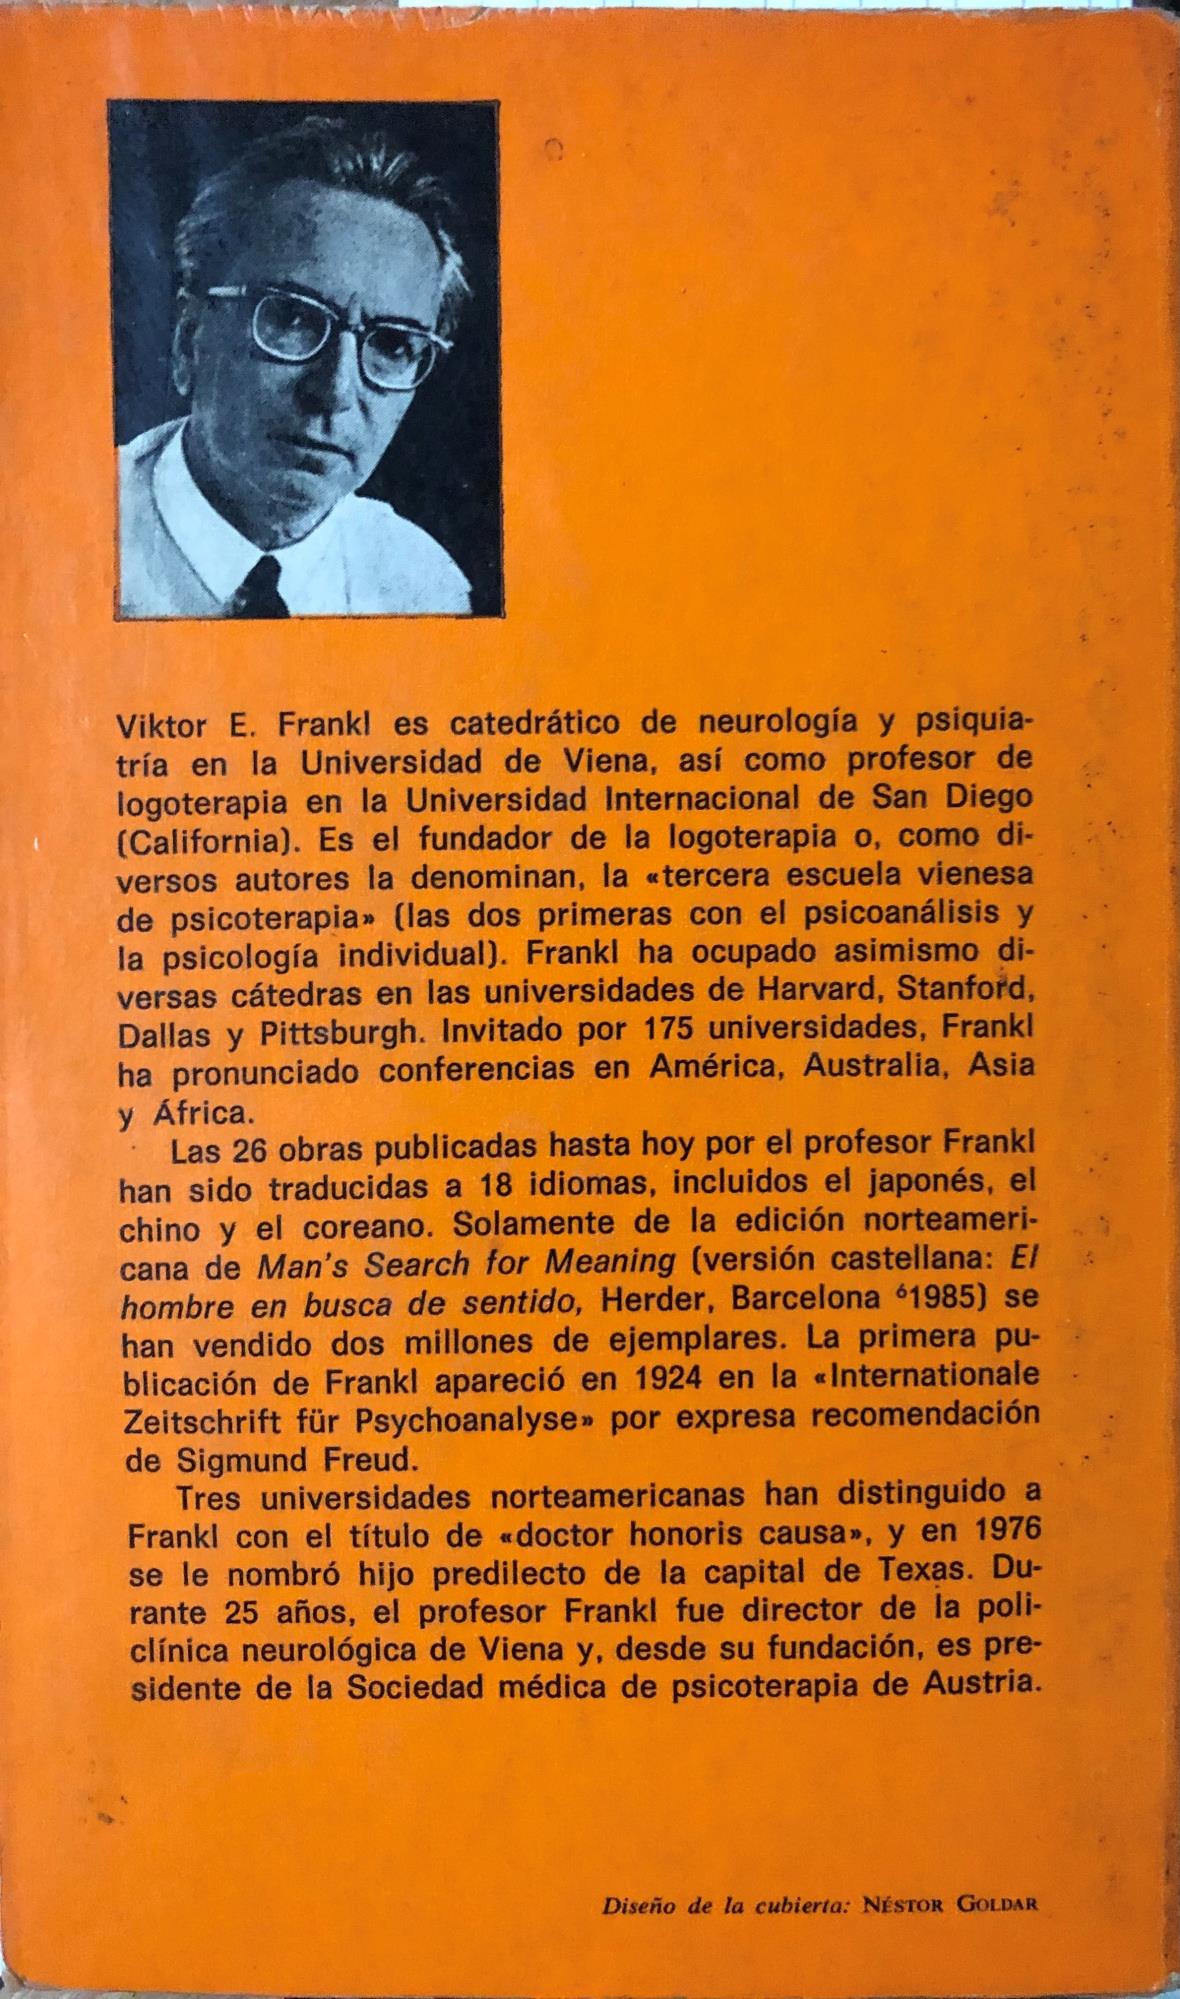 Viktor E. Frankl es catedrático de neurología y psiquia-
tría en la Universidad de Viena, así como profesor de
logoterapia en la Universidad Internacional de San Diego
(California). Es el fundador de la logoterapia o, como di-
versos autores la denominan, la «tercera escuela vienesa
de psicoterapia» (las dos primeras con el psicoanálisis y
la psicología individual). Frankl ha ocupado asimismo di-
versas cátedras en las universidades de Harvard, Stanford,
Dallas y Pittsburgh. Invitado por 175 universidades, Frankl
ha pronunciado conferencias en América, Australia, Asia
y África.
Las 26 obras publicadas hasta hoy por el profesor Frankl
han sido traducidas a 18 idiomas, incluidos el japonés, el
chino y el coreano. Solamente de la edición norteameri-
cana de Man's Search for Meaning (versión castellana: El
hombre en busca de sentido, Herder, Barcelona ⁶1985) se
han vendido dos millones de ejemplares. La primera pu-
blicación de Frankl apareció en 1924 en la «Internationale
Zeitschrift für Psychoanalyse» por expresa recomendación
de Sigmund Freud.
Tres universidades norteamericanas han distinguido a
Frankl con el título de «doctor honoris causa», y en 1976
se le nombró hijo predilecto de la capital de Texas. Du-
rante 25 años, el profesor Frankl fue director de la poli-
clínica neurológica de Viena y, desde su fundación, es pre-
sidente de la Sociedad médica de psicoterapia de Austria.
Diseño de la cubierta: NÉSTOR GOLDAR